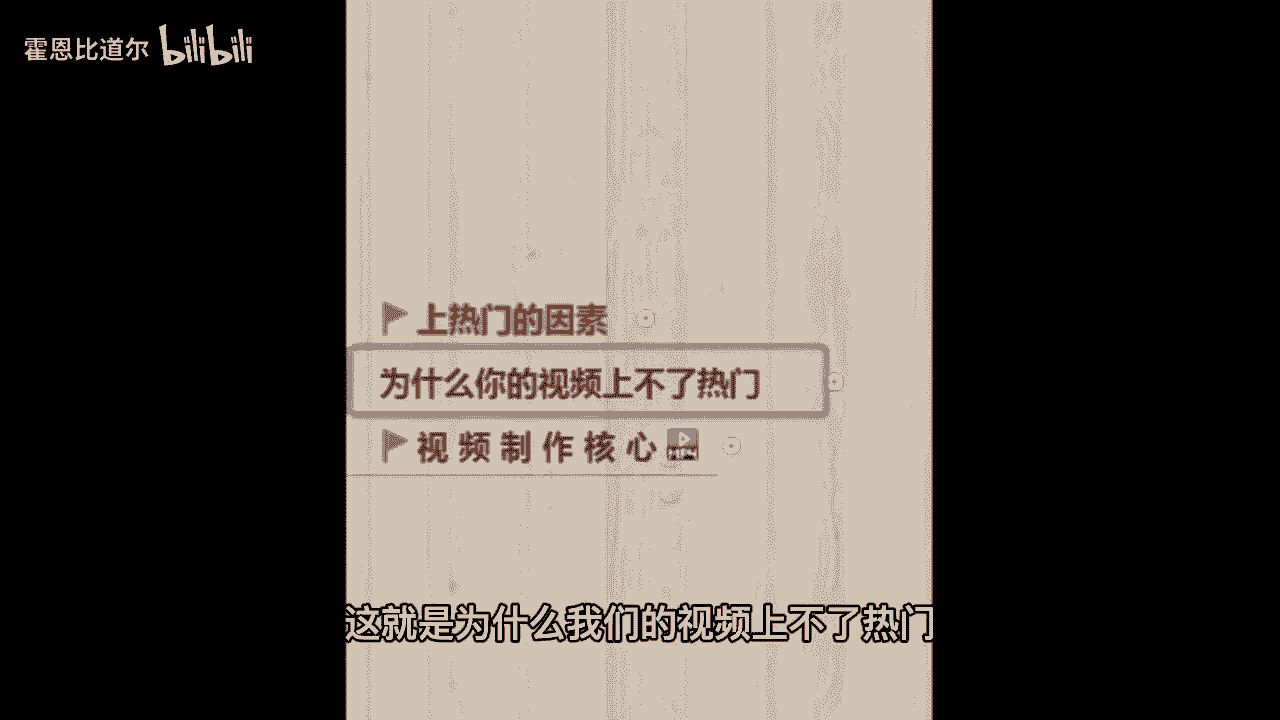 霍恩比道尔 bilibili
上热门的因素
为什么你的视频上不了热门
视频制作核心
这就是为什么我们的视频上不了热门